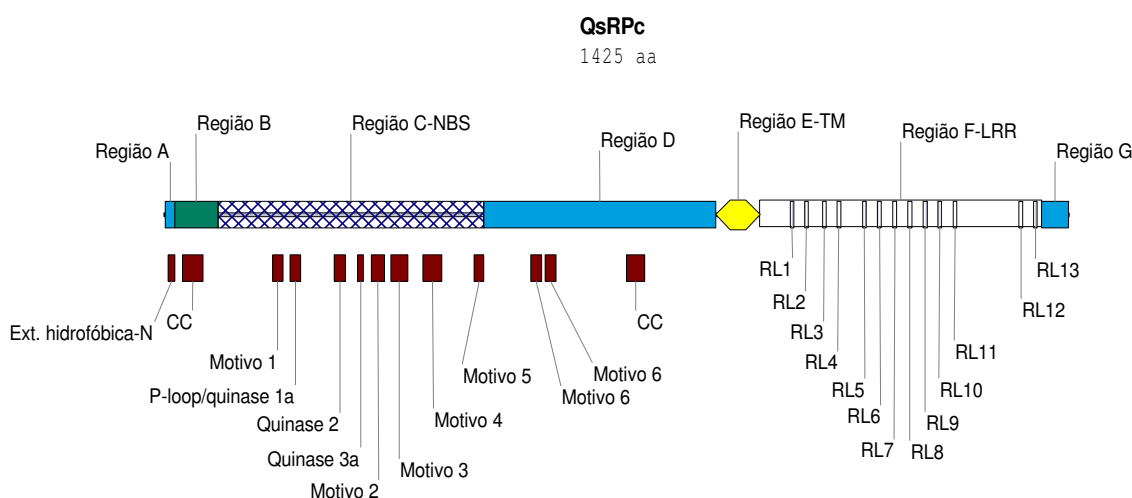 QsRPc
1425 aa
Região A
Região B
Região C-NBS
Região D
Região E-TM
Região F-LRR
Região G
Ext. hidrofóbica-N
CC
Motivo 1
P-loop/quinase 1a
Quinase 2
Quinase 3a
Motivo 2
Motivo 3
Motivo 4
Motivo 5
Motivo 6
Motivo 6
CC
RL1
RL2
RL3
RL4
RL5
RL6
RL7
RL8
RL9
RL10
RL11
RL12
RL13